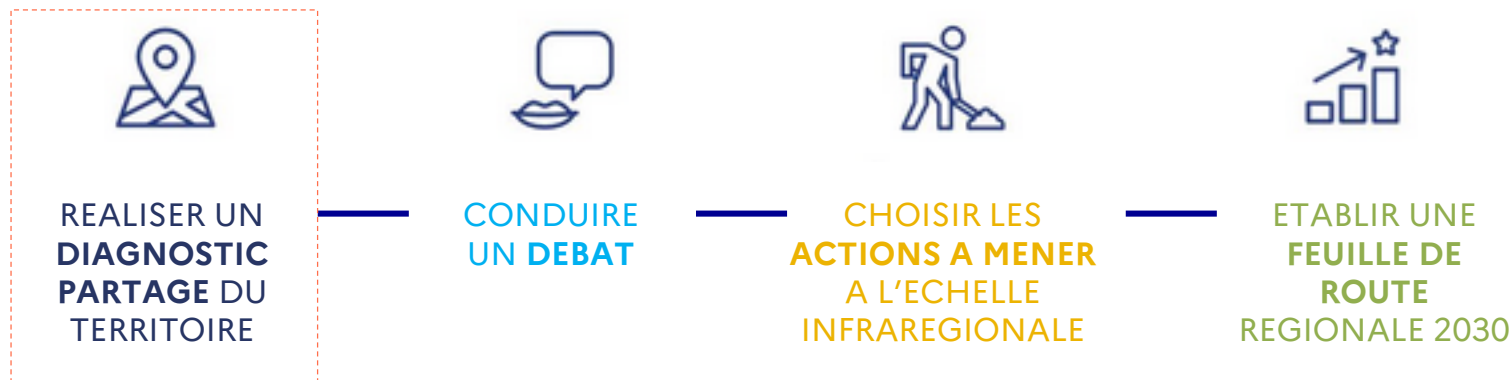 REALISER UN
DIAGNOSTIC
PARTAGE DU
TERRITOIRE
CONDUIRE
UN DEBAT
CHOISIR LES
ACTIONS A MENER
A L'ECHELLE
INFRAREGIONALE
ETABLIR UNE
FEUILLE DE
ROUTE
REGIONALE 2030